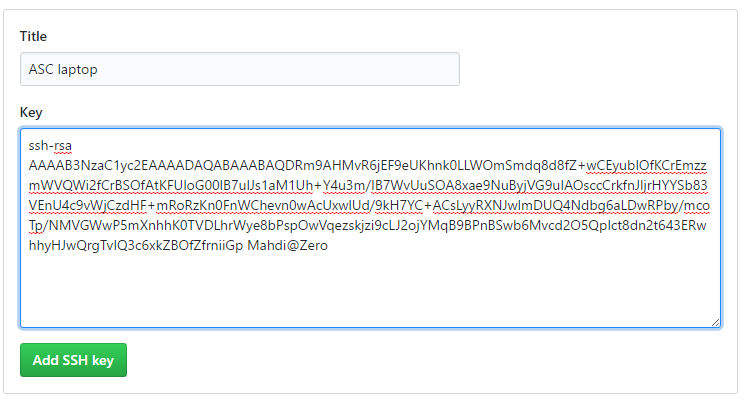 Title
ASC laptop
Key
ssh-rsa
AAAAB3NzaC1yc2EAAAADAQABAAABAQDRm9AHMvR6jEF9eUKhnk0LLWOmSmdq8d8fZ+wCEyubIOfKCrEmzz
mWVQWi2fCrBSOfAtKFUIoG00IB7uIJs1aM1Uh+Y4u3m/IB7WvUuSOA8xae9NuByjVG9uIAOsccCrkfnJIjrHYYSb83
VEnU4c9vWjCzdHF+mRoRzKn0FnWChevn0wAcUxwIUd/9kH7YC+ACsLyyRXNJwImDUQ4Ndbg6aLDwRPby/mco
Tp/NMVGWwP5mXnhhK0TVDLhrWye8bPspOwVqezskjzi9cLJ2ojYMqB9BPnBSwb6Mvcd2O5QpIct8dn2t643ERw
hhyHJwQrgTvIQ3c6xkZBOfZfrniiGp Mahdi@Zero
Add SSH key